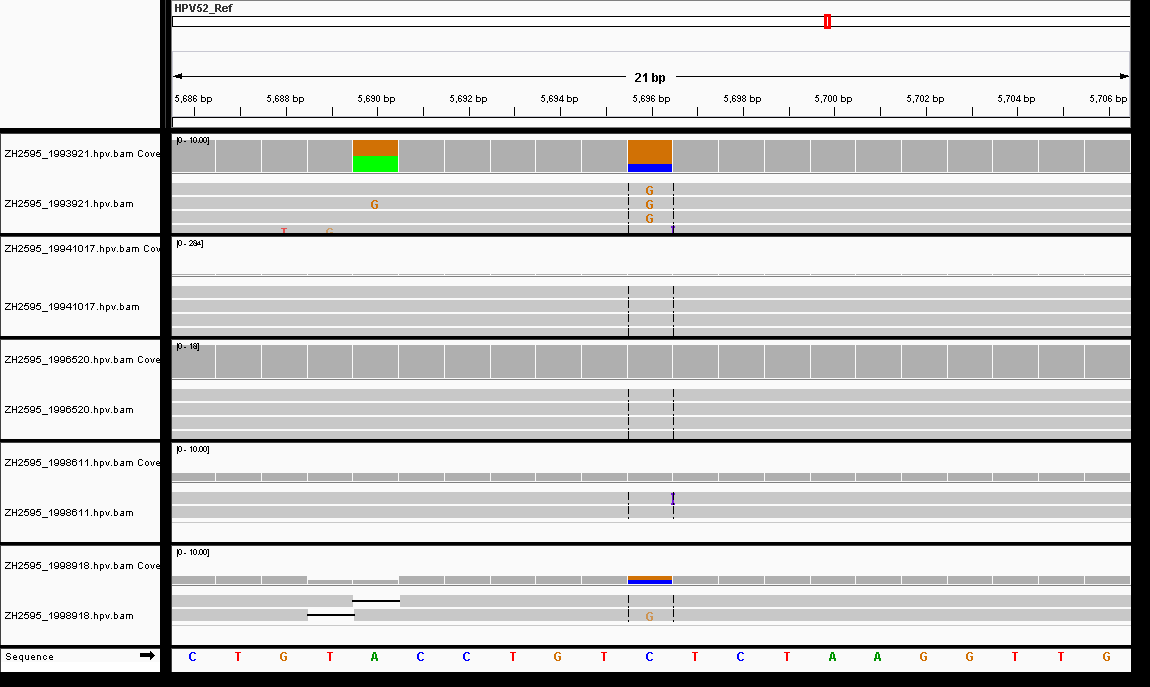 HPV52_Ref
21 bp
5,686 bp 5,688 bp 5,690 bp 5,692 bp 5,694 bp 5,696 bp 5,698 bp 5,700 bp 5,702 bp 5,704 bp 5,706 bp
[0 - 10.00]
ZH2595_1993921.hpv.bam Cove
G
ZH2595_1993921.hpv.bam G G
G
T G I
[0 - 284]
ZH2595_19941017.hpv.bam Cov
ZH2595_19941017.hpv.bam
[0 - 18]
ZH2595_1996520.hpv.bam Cove
ZH2595_1996520.hpv.bam
[0 - 10.00]
ZH2595_1998611.hpv.bam Cove
I
ZH2595_1998611.hpv.bam
[0 - 10.00]
ZH2595_1998918.hpv.bam Cove
ZH2595_1998918.hpv.bam G
Sequence C T G T A C C T G T C T C T A A G G T T G